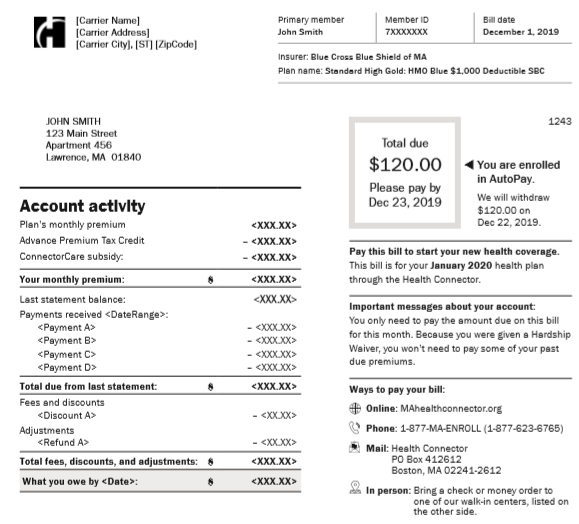 [Carrier Name]
[Carrier Address]
[Carrier City], [ST] [ZipCode]
Primary member
John Smith
Member ID
7XXXXXXX
Bill date
December 1, 2019
Insurer: Blue Cross Blue Shield of MA
Plan name: Standard High Gold: HMO Blue $1,000 Deductible SBC
JOHN SMITH
123 Main Street
Apartment 456
Lawrence, MA 01840
1243
Total due
$120.00
Please pay by
Dec 23, 2019
◀ You are enrolled
in AutoPay.
We will withdraw
$120.00 on
Dec 22, 2019.
Account activity
Plan's monthly premium <XXX.XX>
Advance Premium Tax Credit – <XXX.XX>
ConnectorCare subsidy: – <XXX.XX>
Your monthly premium: $ <XXX.XX>
Last statement balance: <XXX.XX>
Payments received <DateRange>:
<Payment A> – <XX.XX>
<Payment B> – <XX.XX>
<Payment C> – <XX.XX>
<Payment D> – <XX.XX>
Total due from last statement: $ <XXX.XX>
Fees and discounts
<Discount A> – <XX.XX>
Adjustments
<Refund A> – <XX.XX>
Total fees, discounts, and adjustments: $ <XXX.XX>
What you owe by <Date>: $ <XXX.XX>
Pay this bill to start your new health coverage.
This bill is for your January 2020 health plan
through the Health Connector.
Important messages about your account:
You only need to pay the amount due on this bill
for this month. Because you were given a Hardship
Waiver, you won't need to pay some of your past
due premiums.
Ways to pay your bill:
Online: MAhealthconnector.org
Phone: 1-877-MA-ENROLL (1-877-623-6765)
Mail: Health Connector
PO Box 412612
Boston, MA 02241-2612
In person: Bring a check or money order to
one of our walk-in centers, listed on
the other side.